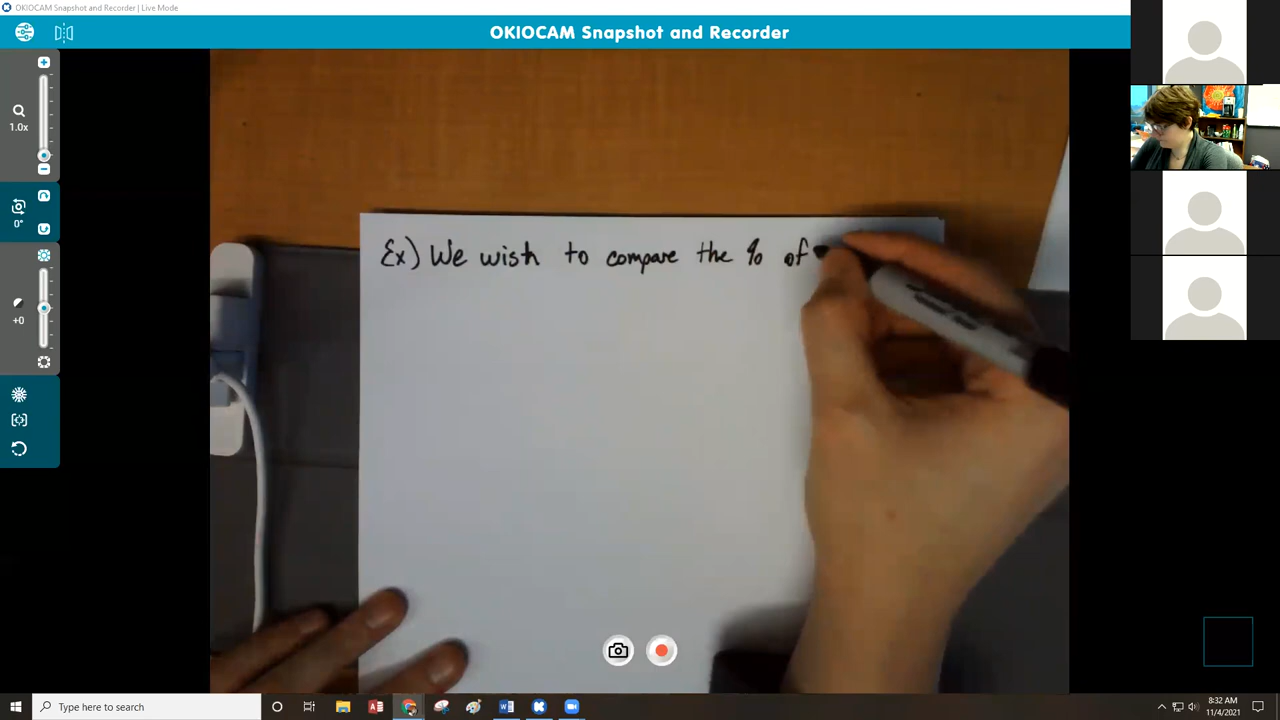 OKIOCAM Snapshot and Recorder | Live Mode
OKIOCAM Snapshot and Recorder
1.0x
0°
+0
Ex) We wish to compare the % of
Type here to search
8:32 AM
11/4/2021